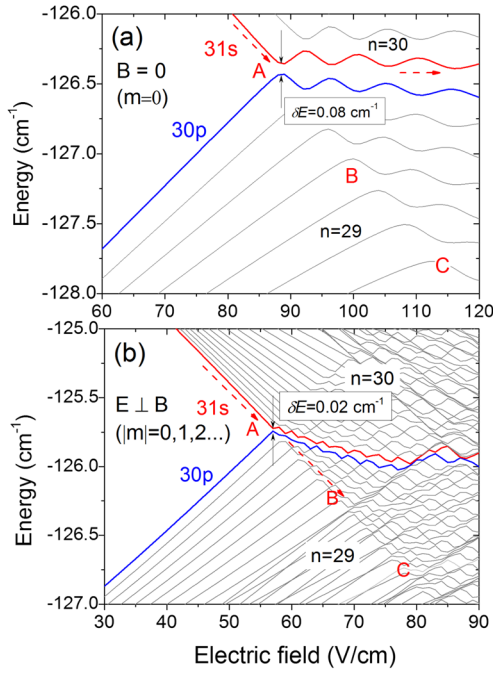 -126.0
(a)
31s
n=30
A
B = 0
(m=0)
-126.5
δE=0.08 cm⁻¹
30p
Energy (cm⁻¹)
-127.0
B
-127.5
n=29
C
-128.0
60 70 80 90 100 110 120
-125.0
(b)
n=30
-125.5
E ⊥ B
31s
δE=0.02 cm⁻¹
(|m|=0,1,2...)
A
-126.0
30p
Energy (cm⁻¹)
B
-126.5
n=29
C
-127.0
30 40 50 60 70 80 90
Electric field (V/cm)